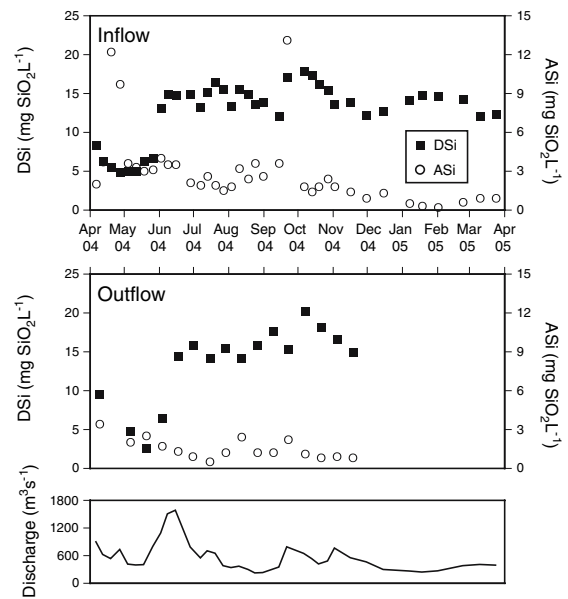 Inflow
DSi (mg SiO₂L⁻¹)
25
20
15
10
5
0
ASi (mg SiO₂L⁻¹)
15
12
9
6
3
0
DSi
ASi
Apr May Jun Jul Aug Sep Oct Nov Dec Jan Feb Mar Apr
04 04 04 04 04 04 04 04 04 05 05 05 05
Outflow
DSi (mg SiO₂L⁻¹)
25
20
15
10
5
0
ASi (mg SiO₂L⁻¹)
15
12
9
6
3
0
Discharge (m³s⁻¹)
1800
1200
600
0